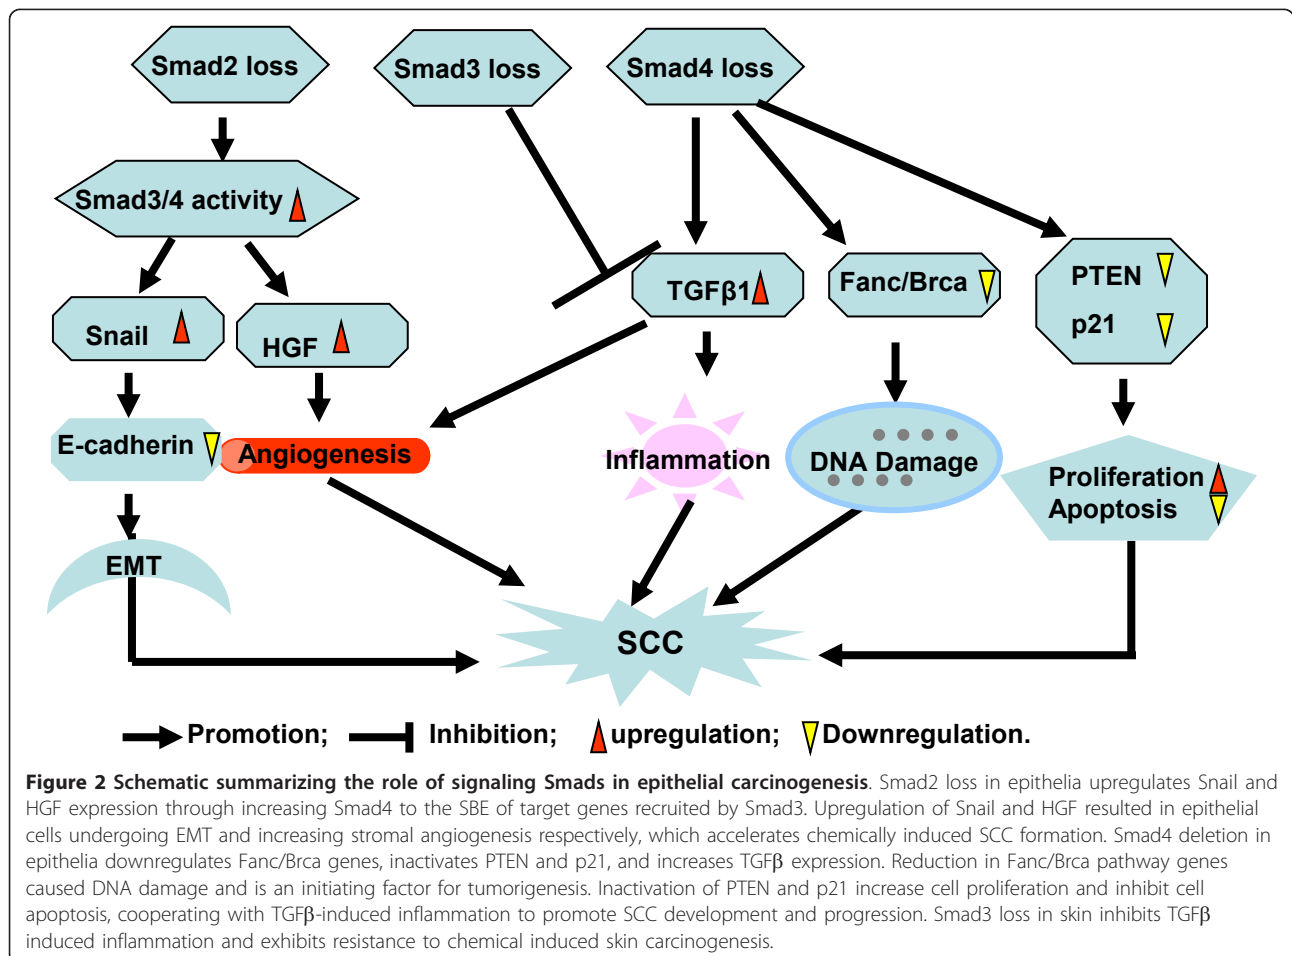 Smad2 loss
Smad3 loss
Smad4 loss
Smad3/4 activity
Snail
HGF
TGFβ1
Fanc/Brca
PTEN
p21
E-cadherin
Angiogenesis
Inflammation
DNA Damage
Proliferation
Apoptosis
EMT
SCC
Promotion; Inhibition; upregulation; Downregulation.
Figure 2 Schematic summarizing the role of signaling Smads in epithelial carcinogenesis. Smad2 loss in epithelia upregulates Snail and
HGF expression through increasing Smad4 to the SBE of target genes recruited by Smad3. Upregulation of Snail and HGF resulted in epithelial
cells undergoing EMT and increasing stromal angiogenesis respectively, which accelerates chemically induced SCC formation. Smad4 deletion in
epithelia downregulates Fanc/Brca genes, inactivates PTEN and p21, and increases TGFβ expression. Reduction in Fanc/Brca pathway genes
caused DNA damage and is an initiating factor for tumorigenesis. Inactivation of PTEN and p21 increase cell proliferation and inhibit cell
apoptosis, cooperating with TGFβ-induced inflammation to promote SCC development and progression. Smad3 loss in skin inhibits TGFβ
induced inflammation and exhibits resistance to chemical induced skin carcinogenesis.